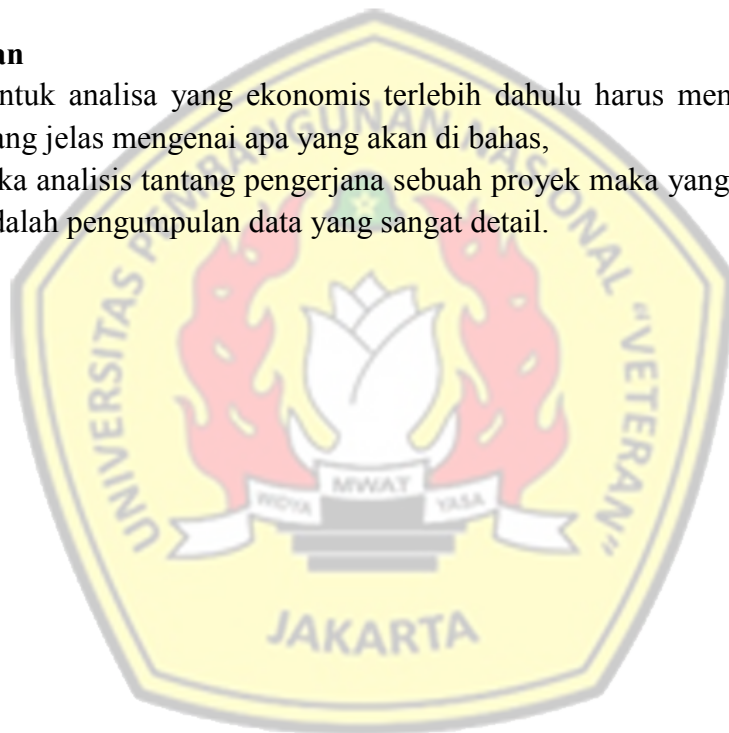 an
ntuk analisa yang ekonomis terlebih dahulu harus men
ang jelas mengenai apa yang akan di bahas,
ka analisis tantang pengerjana sebuah proyek maka yang
dalah pengumpulan data yang sangat detail.
UNIVERSITAS PEMBANGUNAN NASIONAL "VETERAN"
WIDYA MWAT YASA
JAKARTA